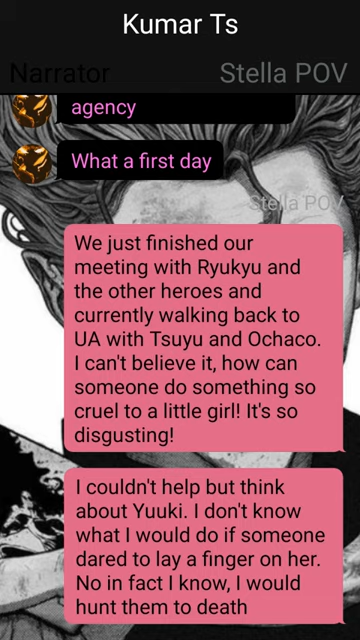 Kumar Ts
Narrator
Stella POV
agency
What a first day
Stella POV
We just finished our
meeting with Ryukyu and
the other heroes and
currently walking back to
UA with Tsuyu and Ochaco.
I can't believe it, how can
someone do something so
cruel to a little girl! It's so
disgusting!
I couldn't help but think
about Yuuki. I don't know
what I would do if someone
dared to lay a finger on her.
No in fact I know, I would
hunt them to death